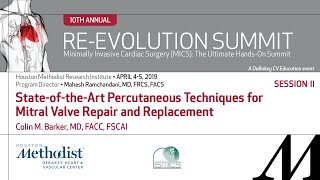 10TH ANNUAL
RE-EVOLUTION SUMMIT
Minimally Invasive Cardiac Surgery (MICS): The Ultimate Hands-On Summit
A DeBakey CV Education event
Houston Methodist Research Institute • APRIL 4-5, 2019
Program Director • Mahesh Ramchandani, MD, FRCS, FACS
SESSION II
State-of-the-Art Percutaneous Techniques for
Mitral Valve Repair and Replacement
Colin M. Barker, MD, FACC, FSCAI
HOUSTON
Methodist
DEBAKEY HEART &
VASCULAR CENTER
M